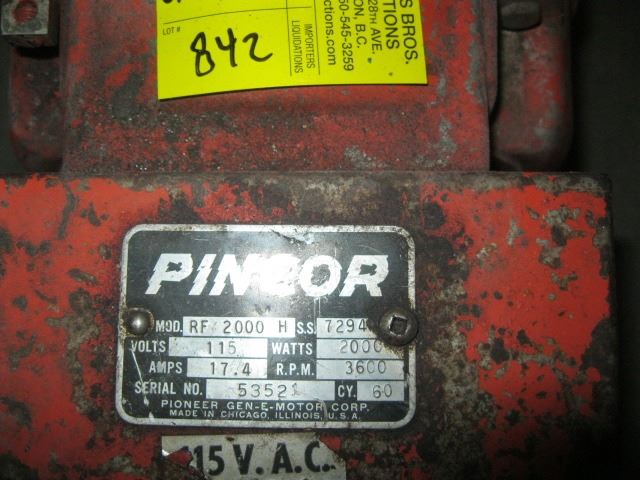 S BROS.
CTIONS
28TH AVE.
ON, B.C.
50-545-3259
ctions.com
IMPORTERS
LIQUIDATIONS
LOT #
842
PINCOR
MOD. RF 2000 H S.S. 7294
VOLTS 115 WATTS 2000
AMPS 17.4 R.P.M. 3600
SERIAL NO. 53521 CY. 60
PIONEER GEN-E-MOTOR CORP.
MADE IN CHICAGO, ILLINOIS, U.S.A.
115 V. A.C.